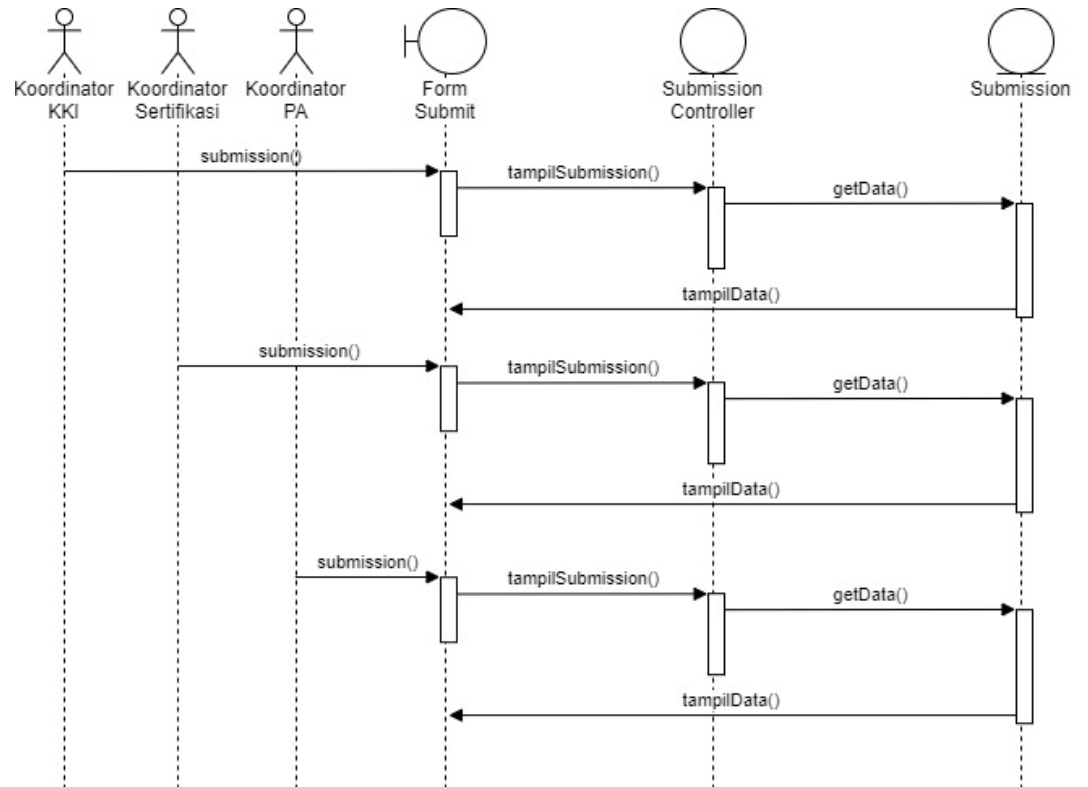 Koordinator
KKI
Koordinator
Sertifikasi
Koordinator
PA
Form
Submit
Submission
Controller
Submission
submission()
tampilSubmission()
getData()
tampilData()
submission()
tampilSubmission()
getData()
tampilData()
submission()
tampilSubmission()
getData()
tampilData()